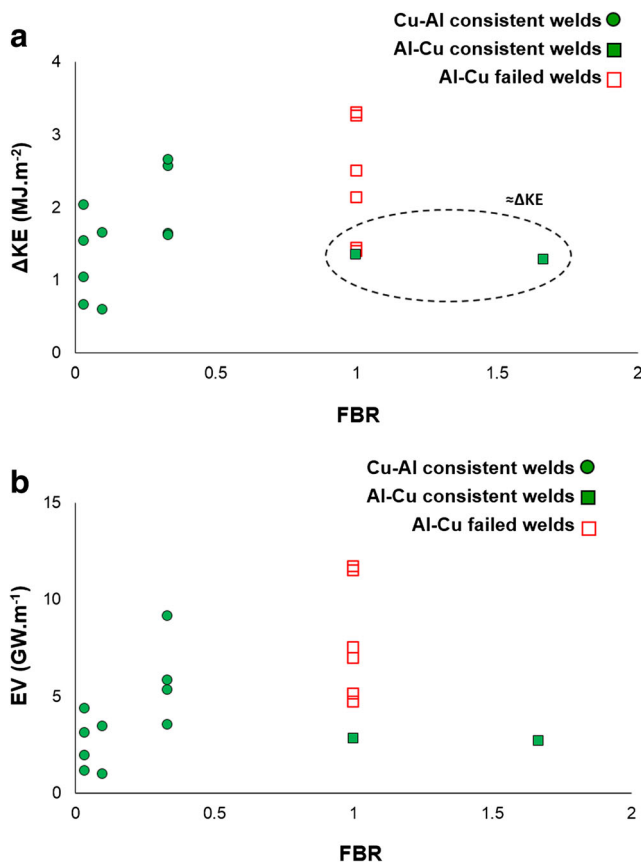 a
Cu-Al consistent welds
Al-Cu consistent welds
Al-Cu failed welds
4
3
2
1
0
ΔKE (MJ.m⁻²)
≈ΔKE
0
0.5
1
1.5
2
FBR
b
Cu-Al consistent welds
Al-Cu consistent welds
Al-Cu failed welds
15
10
5
0
EV (GW.m⁻¹)
0
0.5
1
1.5
2
FBR